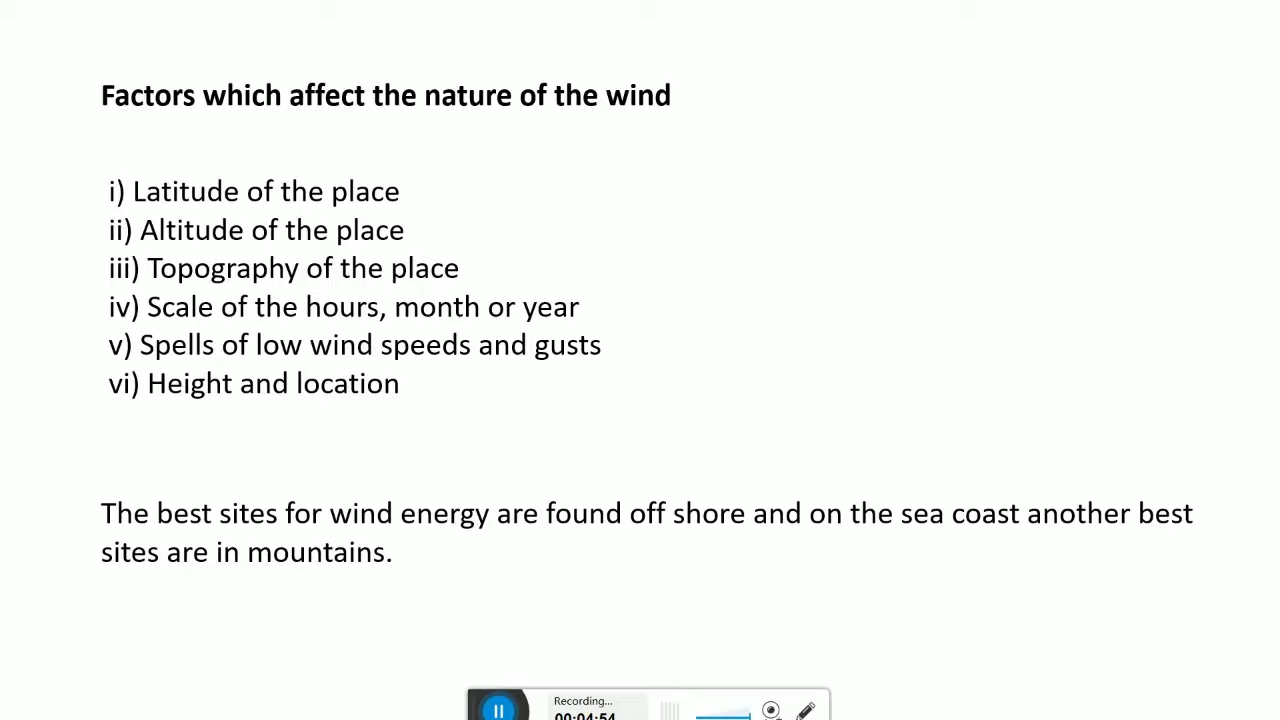 Factors which affect the nature of the wind
i) Latitude of the place
ii) Altitude of the place
iii) Topography of the place
iv) Scale of the hours, month or year
v) Spells of low wind speeds and gusts
vi) Height and location
The best sites for wind energy are found off shore and on the sea coast another best
sites are in mountains.
Recording...
00:04:54